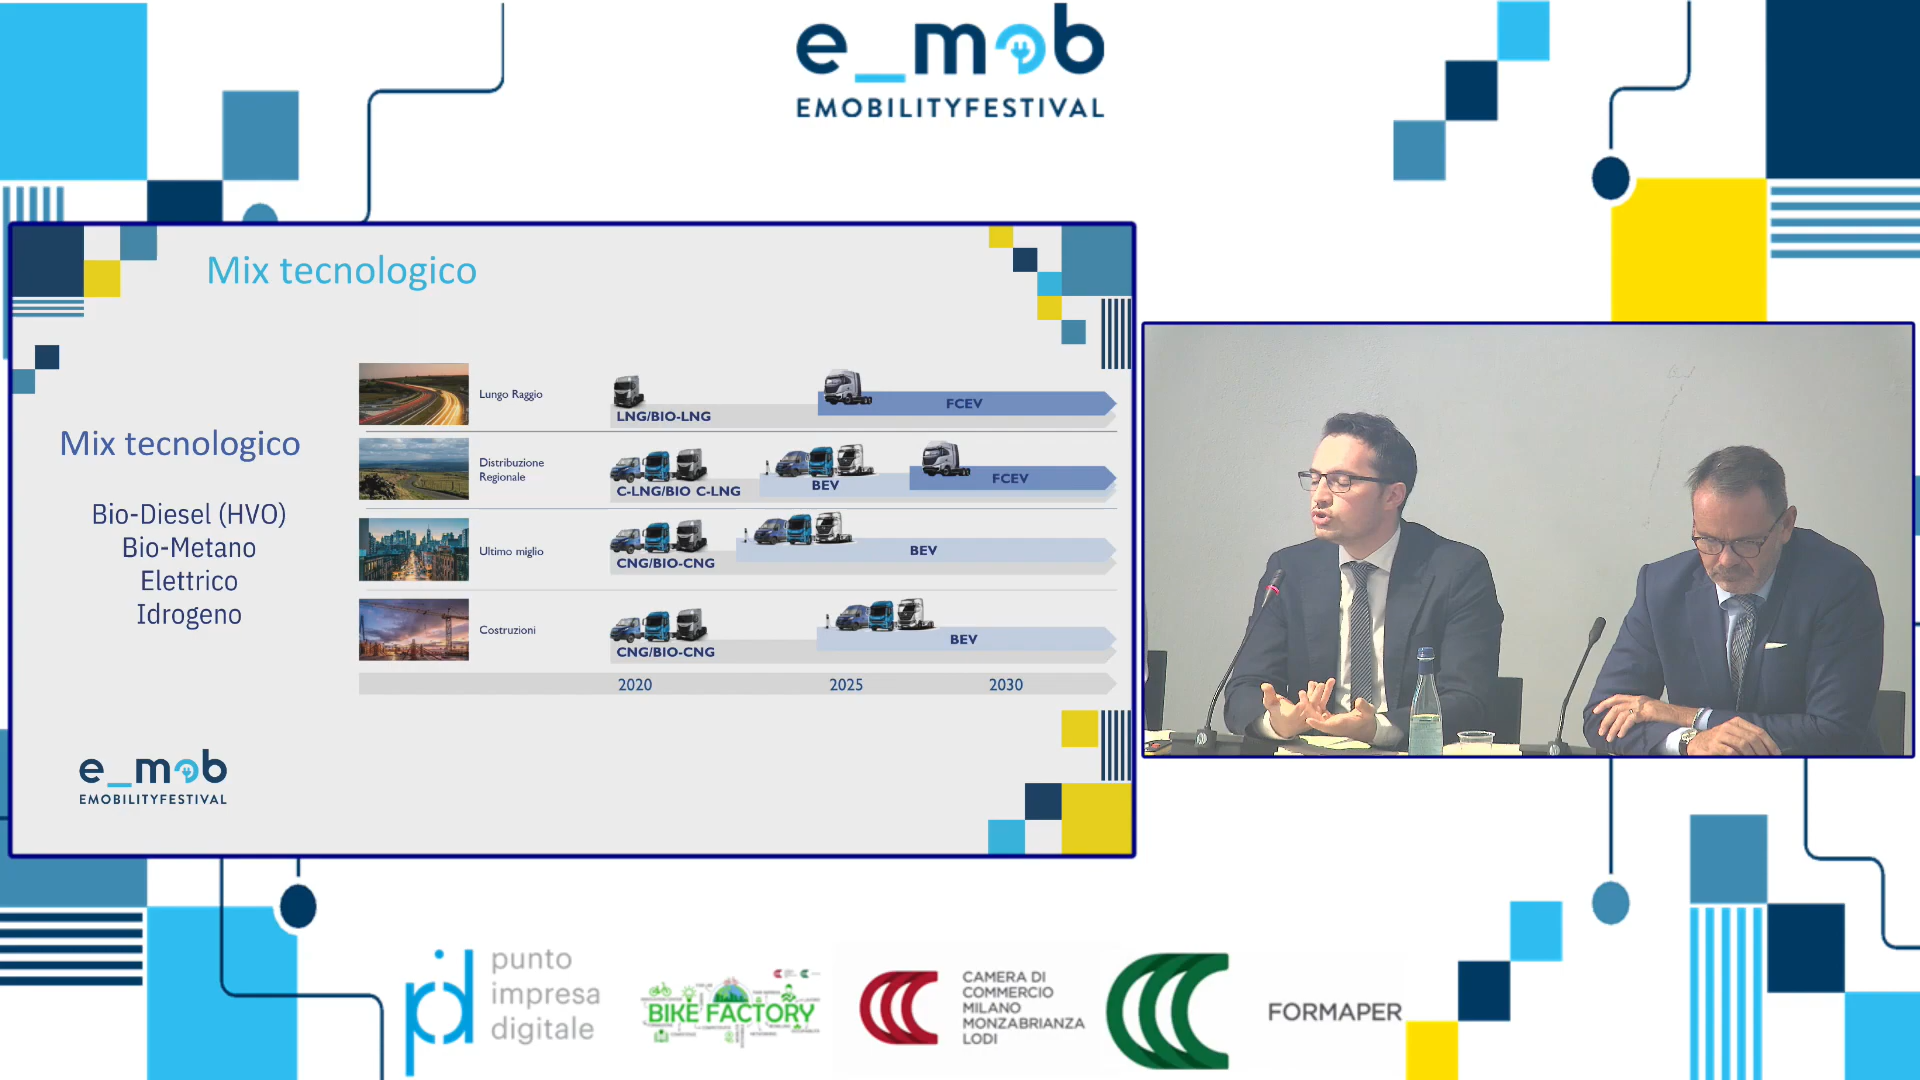 e_mob
EMOBILITYFESTIVAL
Mix tecnologico
Mix tecnologico
Bio-Diesel (HVO)
Bio-Metano
Elettrico
Idrogeno
Lungo Raggio
LNG/BIO-LNG
FCEV
Distribuzione
Regionale
C-LNG/BIO C-LNG
BEV
FCEV
Ultimo miglio
CNG/BIO-CNG
BEV
Costruzioni
CNG/BIO-CNG
BEV
2020
2025
2030
e_mob
EMOBILITYFESTIVAL
pid
punto
impresa
digitale
BIKE FACTORY
CAMERA DI
COMMERCIO
MILANO
MONZABRIANZA
LODI
FORMAPER